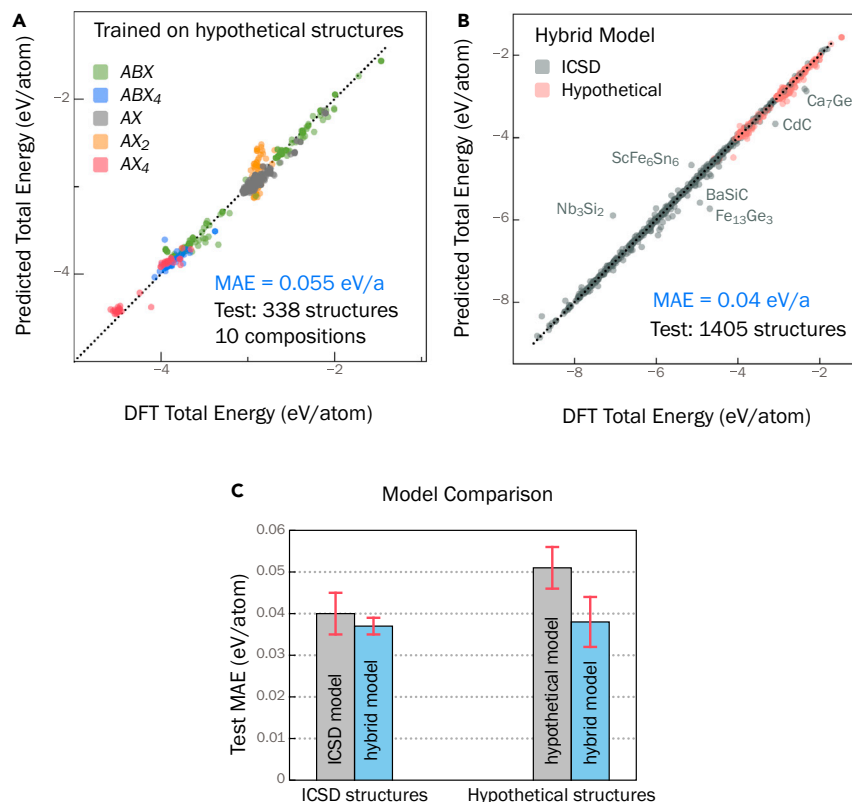 A
Trained on hypothetical structures
ABX
ABX4
AX
AX2
AX4
MAE = 0.055 eV/a
Test: 338 structures
10 compositions
Predicted Total Energy (eV/atom)
−2
−4
−4
−2
DFT Total Energy (eV/atom)
B
Hybrid Model
ICSD
Hypothetical
Ca7Ge
CdC
ScFe6Sn6
BaSiC
Nb3Si2
Fe13Ge3
MAE = 0.04 eV/a
Test: 1405 structures
Predicted Total Energy (eV/atom)
−2
−4
−6
−8
−8
−6
−4
−2
DFT Total Energy (eV/atom)
C
Model Comparison
Test MAE (eV/atom)
0.06
0.05
0.04
0.03
0.02
0.01
0
ICSD model
hybrid model
hypothetical model
hybrid model
ICSD structures
Hypothetical structures